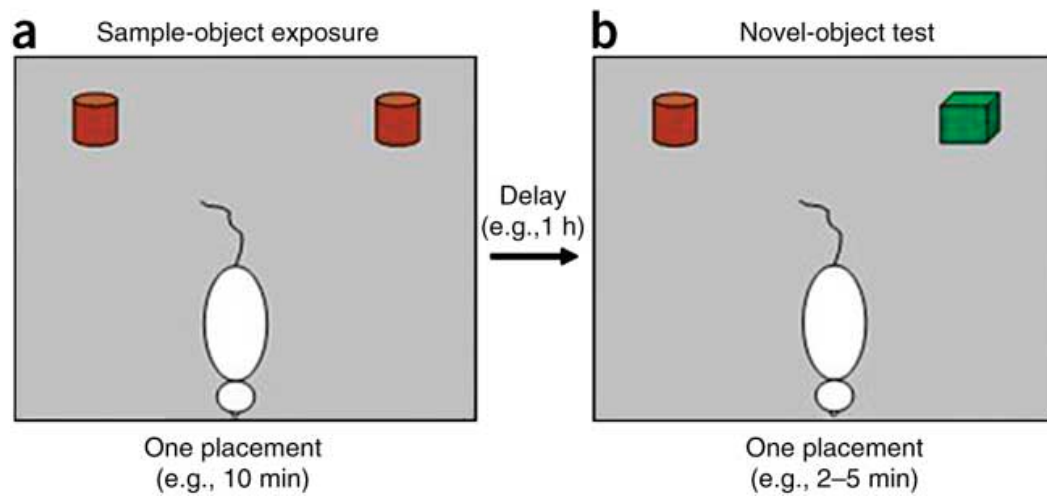 a Sample-object exposure
b Novel-object test
Delay
(e.g.,1 h)
One placement
(e.g., 10 min)
One placement
(e.g., 2–5 min)